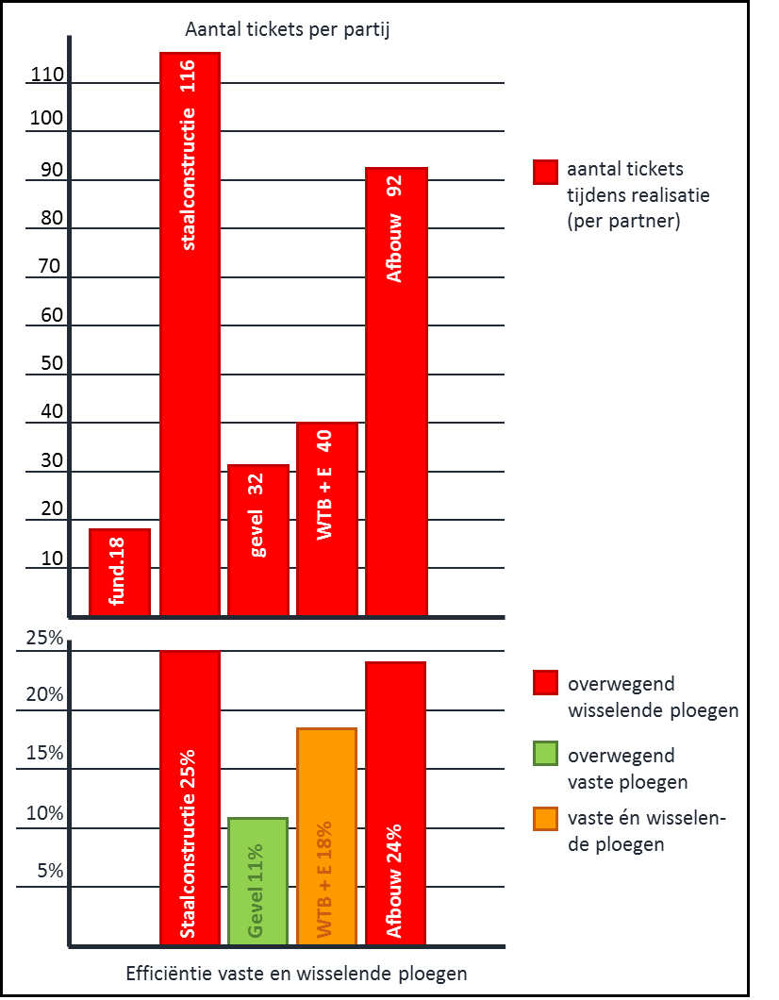 Aantal tickets per partij
110
100
90
80
70
60
50
40
30
20
10
fund.18
staalconstructie 116
gevel 32
WTB + E 40
Afbouw 92
aantal tickets
tijdens realisatie
(per partner)
25%
20%
15%
10%
5%
Staalconstructie 25%
Gevel 11%
WTB + E 18%
Afbouw 24%
overwegend
wisselende ploegen
overwegend
vaste ploegen
vaste én wisselen-
de ploegen
Efficiëntie vaste en wisselende ploegen